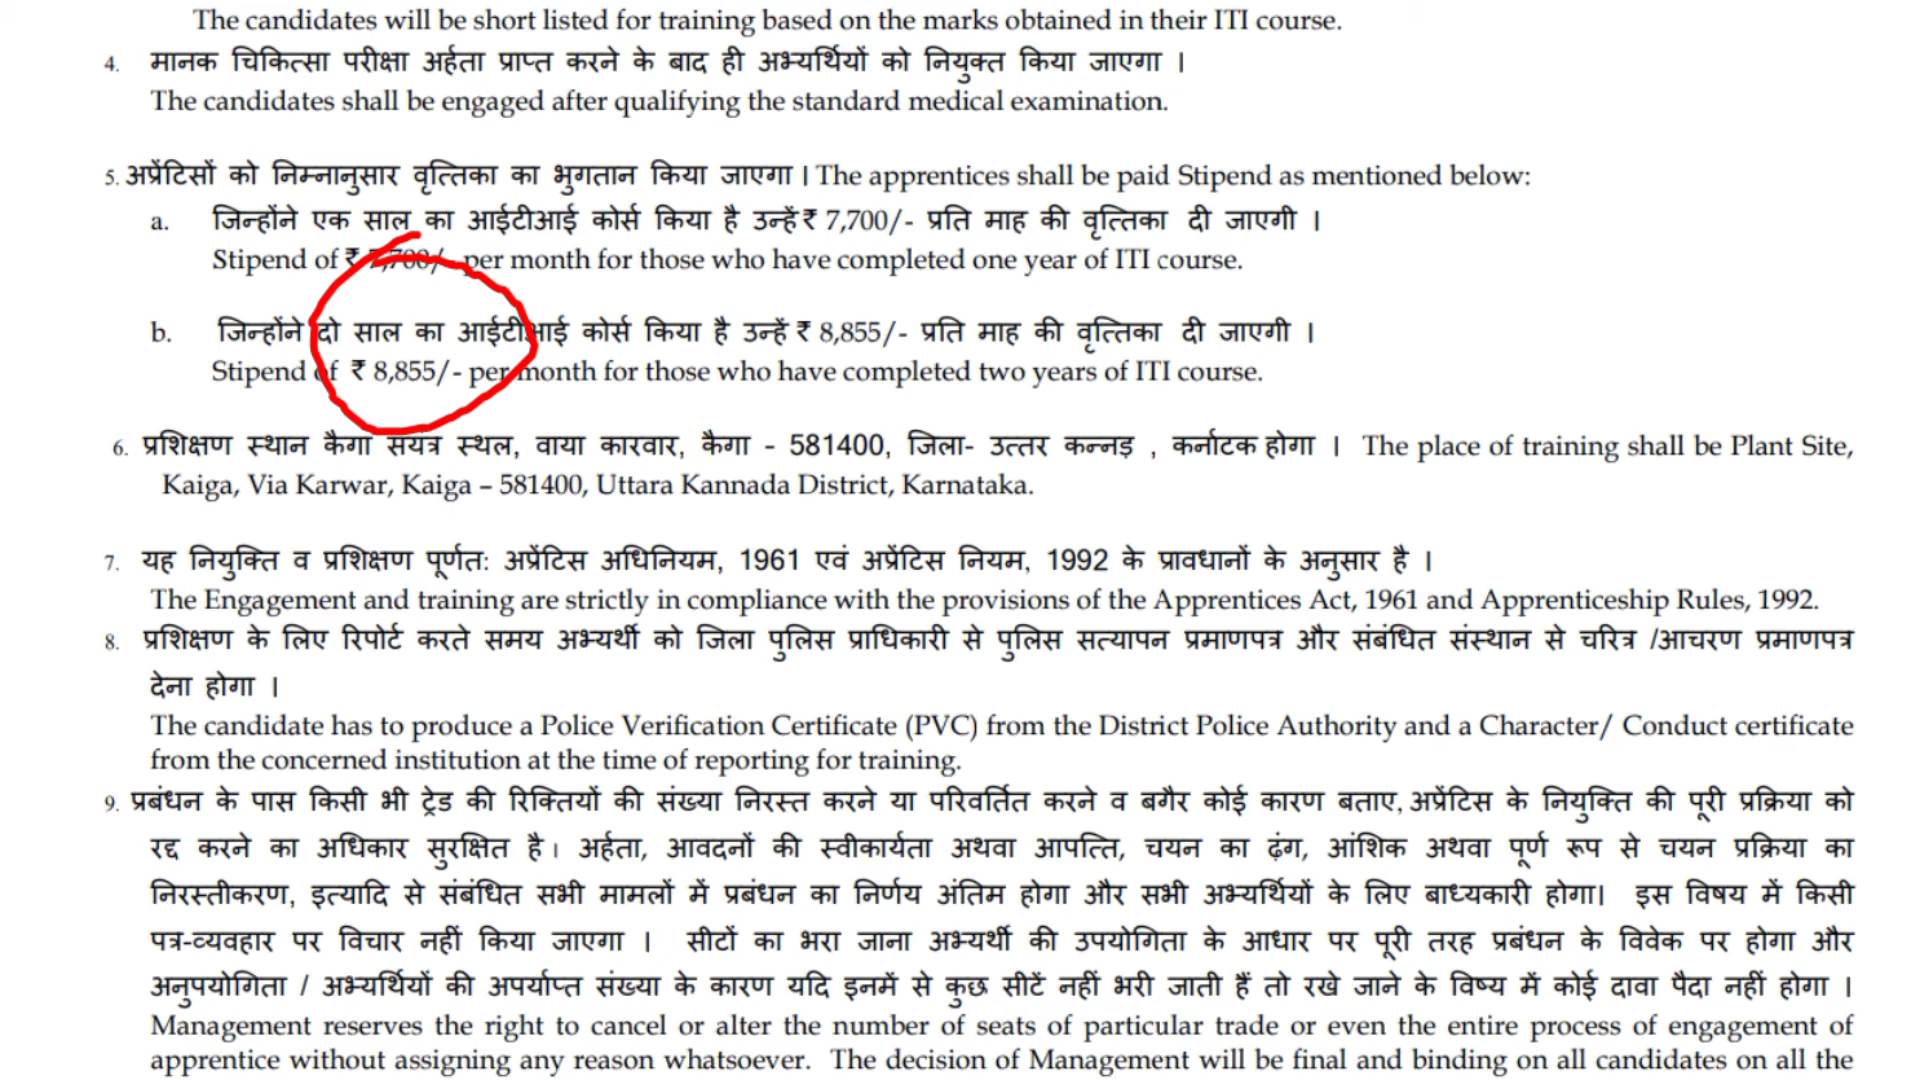 The candidates will be short listed for training based on the marks obtained in their ITI course.
4. मानक चिकित्सा परीक्षा अर्हता प्राप्त करने के बाद ही अभ्यर्थियों को नियुक्त किया जाएगा ।
The candidates shall be engaged after qualifying the standard medical examination.
5. अप्रेंटिसों को निम्नानुसार वृत्तिका का भुगतान किया जाएगा । The apprentices shall be paid Stipend as mentioned below:
a. जिन्होंने एक साल का आईटीआई कोर्स किया है उन्हें ₹ 7,700/- प्रति माह की वृत्तिका दी जाएगी ।
Stipend of ₹ 7,700/- per month for those who have completed one year of ITI course.
b. जिन्होंने दो साल का आईटीआई कोर्स किया है उन्हें ₹ 8,855/- प्रति माह की वृत्तिका दी जाएगी ।
Stipend of ₹ 8,855/- per month for those who have completed two years of ITI course.
6. प्रशिक्षण स्थान कैगा संयंत्र स्थल, वाया कारवार, कैगा - 581400, जिला- उत्तर कन्नड़ , कर्नाटक होगा । The place of training shall be Plant Site,
Kaiga, Via Karwar, Kaiga – 581400, Uttara Kannada District, Karnataka.
7. यह नियुक्ति व प्रशिक्षण पूर्णत: अप्रेंटिस अधिनियम, 1961 एवं अप्रेंटिस नियम, 1992 के प्रावधानों के अनुसार है ।
The Engagement and training are strictly in compliance with the provisions of the Apprentices Act, 1961 and Apprenticeship Rules, 1992.
8. प्रशिक्षण के लिए रिपोर्ट करते समय अभ्यर्थी को जिला पुलिस प्राधिकारी से पुलिस सत्यापन प्रमाणपत्र और संबंधित संस्थान से चरित्र /आचरण प्रमाणपत्र
देना होगा ।
The candidate has to produce a Police Verification Certificate (PVC) from the District Police Authority and a Character/ Conduct certificate
from the concerned institution at the time of reporting for training.
9. प्रबंधन के पास किसी भी ट्रेड की रिक्तियों की संख्या निरस्त करने या परिवर्तित करने व बगैर कोई कारण बताए, अप्रेंटिस के नियुक्ति की पूरी प्रक्रिया को
रद्द करने का अधिकार सुरक्षित है। अर्हता, आवदनों की स्वीकार्यता अथवा आपत्ति, चयन का ढ़ंग, आंशिक अथवा पूर्ण रूप से चयन प्रक्रिया का
निरस्तीकरण, इत्यादि से संबंधित सभी मामलों में प्रबंधन का निर्णय अंतिम होगा और सभी अभ्यर्थियों के लिए बाध्यकारी होगा। इस विषय में किसी
पत्र-व्यवहार पर विचार नहीं किया जाएगा । सीटों का भरा जाना अभ्यर्थी की उपयोगिता के आधार पर पूरी तरह प्रबंधन के विवेक पर होगा और
अनुपयोगिता / अभ्यर्थियों की अपर्याप्त संख्या के कारण यदि इनमें से कुछ सीटें नहीं भरी जाती हैं तो रखे जाने के विष्य में कोई दावा पैदा नहीं होगा ।
Management reserves the right to cancel or alter the number of seats of particular trade or even the entire process of engagement of
apprentice without assigning any reason whatsoever. The decision of Management will be final and binding on all candidates on all the